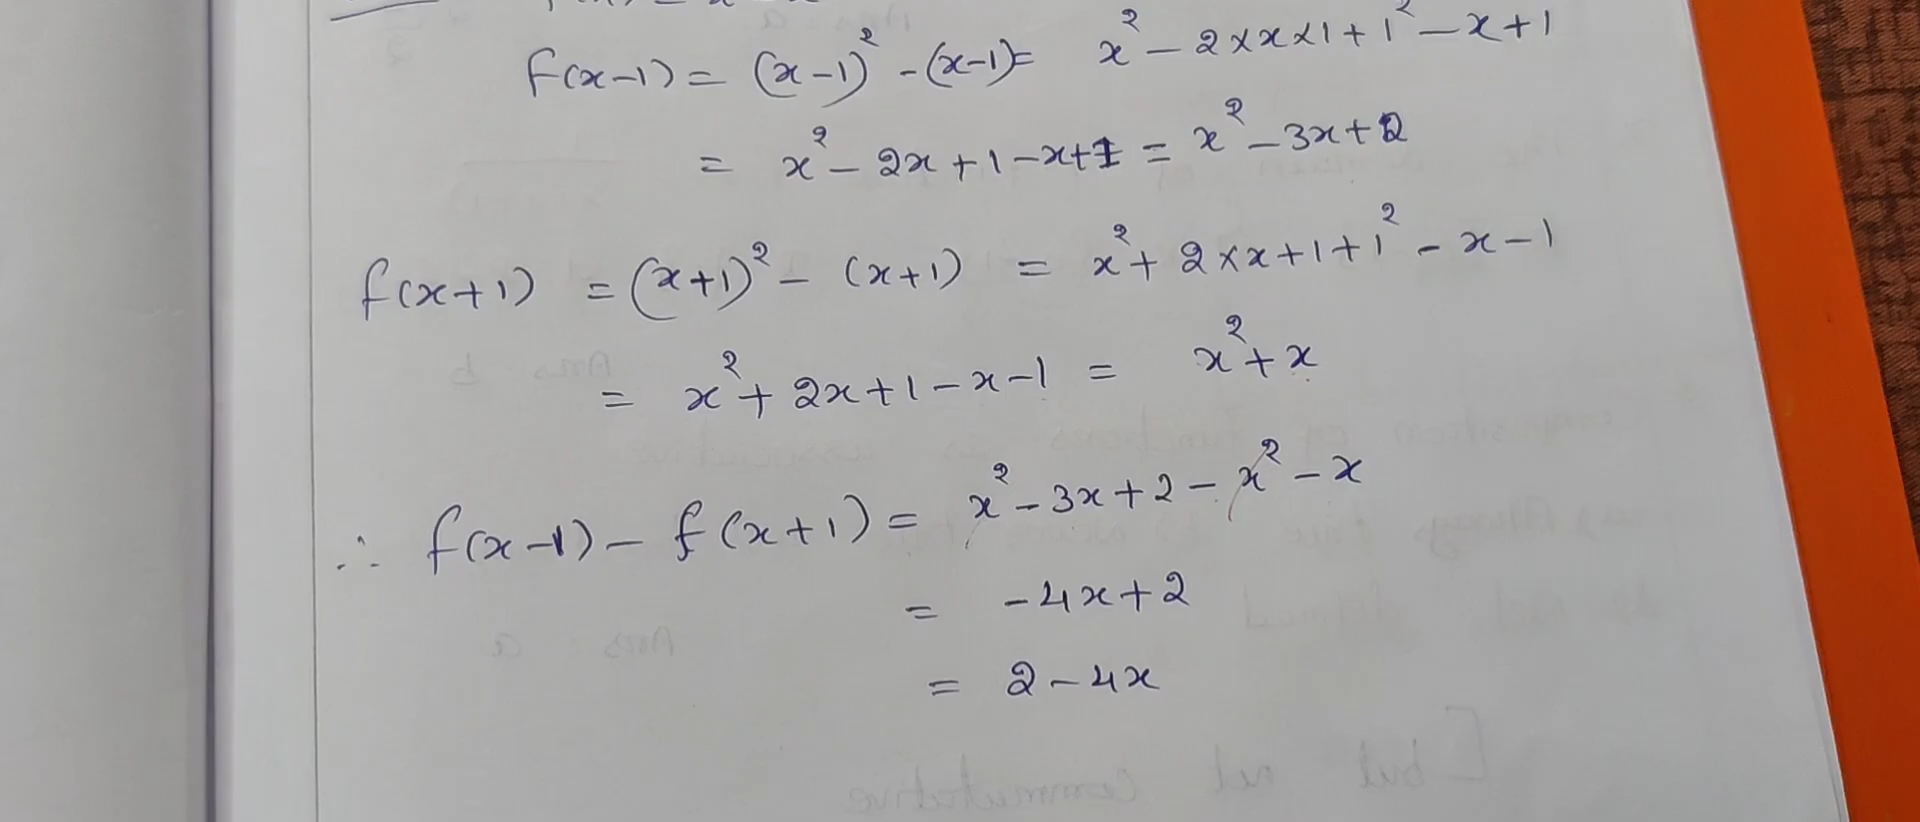 f(x-1) = (x-1)² - (x-1) = x² - 2×x×1+1² - x+1
= x² - 2x+1-x+1 = x² - 3x+2
f(x+1) = (x+1)² - (x+1) = x² + 2×x+1+1² - x-1
= x² + 2x+1-x-1 = x² + x
∴ f(x-1) - f(x+1) = x² - 3x+2 - x² - x
= -4x+2
= 2-4x